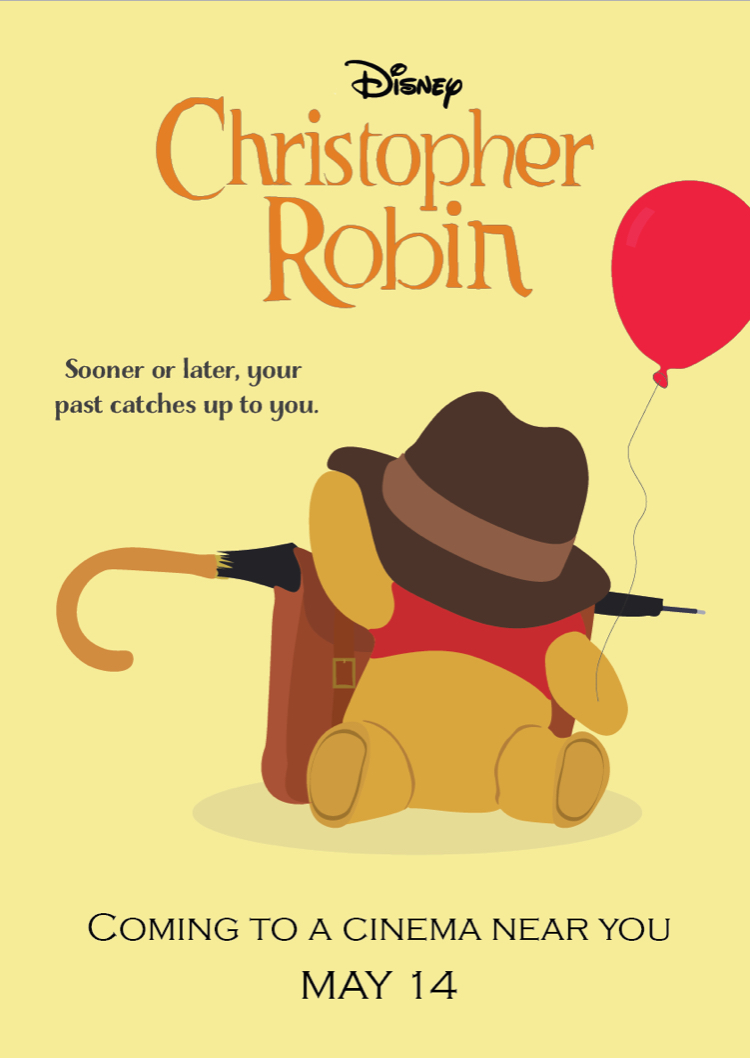 Disney
Christopher
Robin
Sooner or later, your
past catches up to you.
Coming to a cinema near you
MAY 14